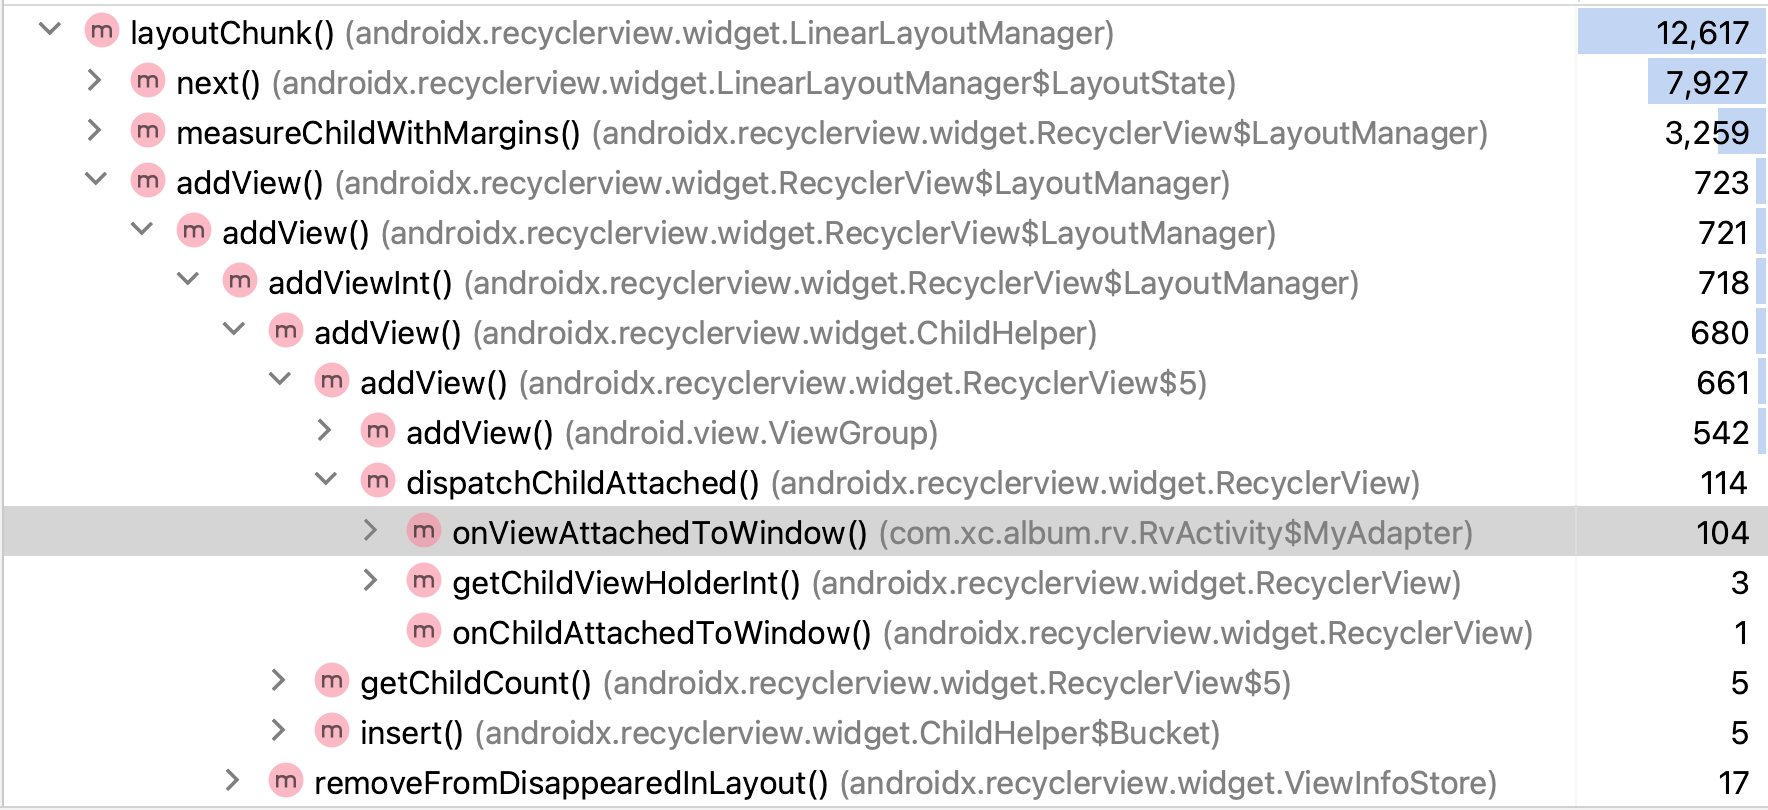 m layoutChunk() (androidx.recyclerview.widget.LinearLayoutManager) 12,617
m next() (androidx.recyclerview.widget.LinearLayoutManager$LayoutState) 7,927
m measureChildWithMargins() (androidx.recyclerview.widget.RecyclerView$LayoutManager) 3,259
m addView() (androidx.recyclerview.widget.RecyclerView$LayoutManager) 723
m addView() (androidx.recyclerview.widget.RecyclerView$LayoutManager) 721
m addViewInt() (androidx.recyclerview.widget.RecyclerView$LayoutManager) 718
m addView() (androidx.recyclerview.widget.ChildHelper) 680
m addView() (androidx.recyclerview.widget.RecyclerView$5) 661
m addView() (android.view.ViewGroup) 542
m dispatchChildAttached() (androidx.recyclerview.widget.RecyclerView) 114
m onViewAttachedToWindow() (com.xc.album.rv.RvActivity$MyAdapter) 104
m getChildViewHolderInt() (androidx.recyclerview.widget.RecyclerView) 3
m onChildAttachedToWindow() (androidx.recyclerview.widget.RecyclerView) 1
m getChildCount() (androidx.recyclerview.widget.RecyclerView$5) 5
m insert() (androidx.recyclerview.widget.ChildHelper$Bucket) 5
m removeFromDisappearedInLayout() (androidx.recyclerview.widget.ViewInfoStore) 17